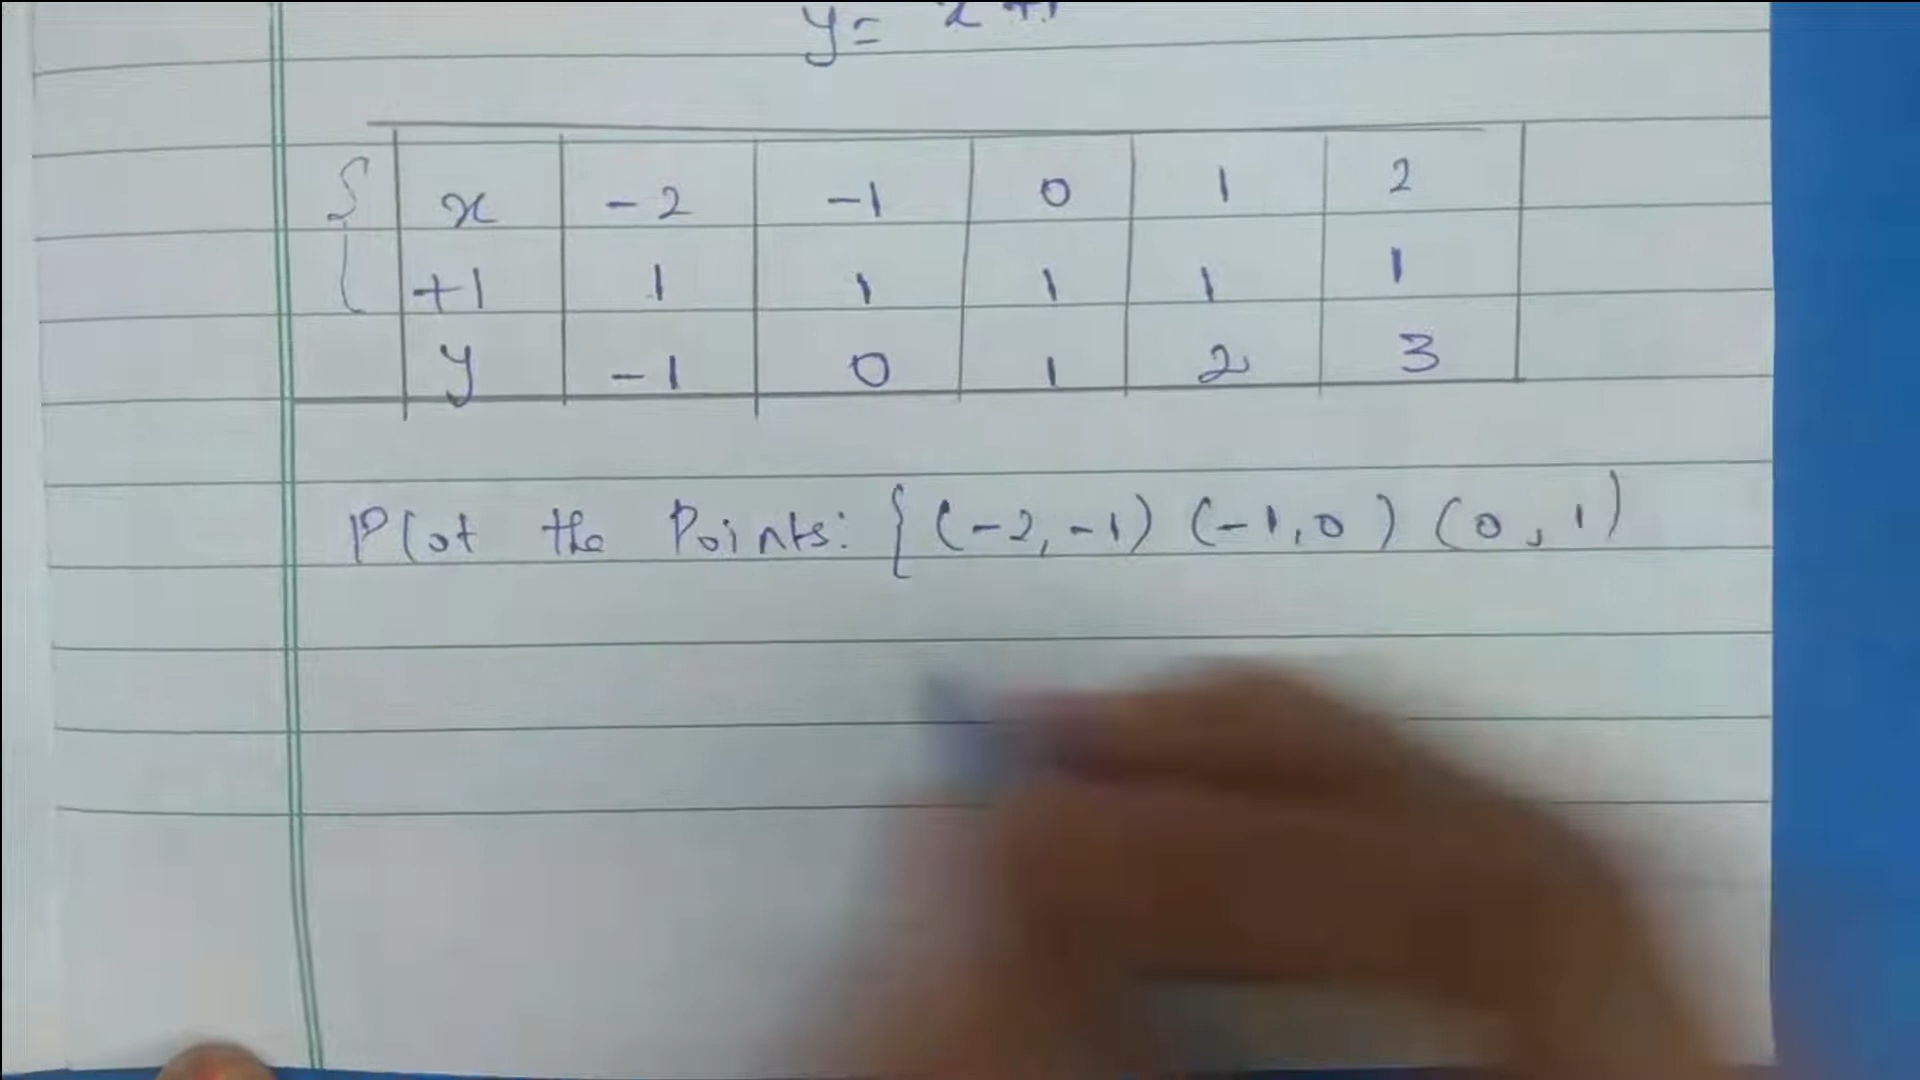 y = x + 1
x -2 -1 0 1 2
+1 1 1 1 1 1
y -1 0 1 2 3
Plot the Points: { (-2, -1) (-1, 0) (0, 1)